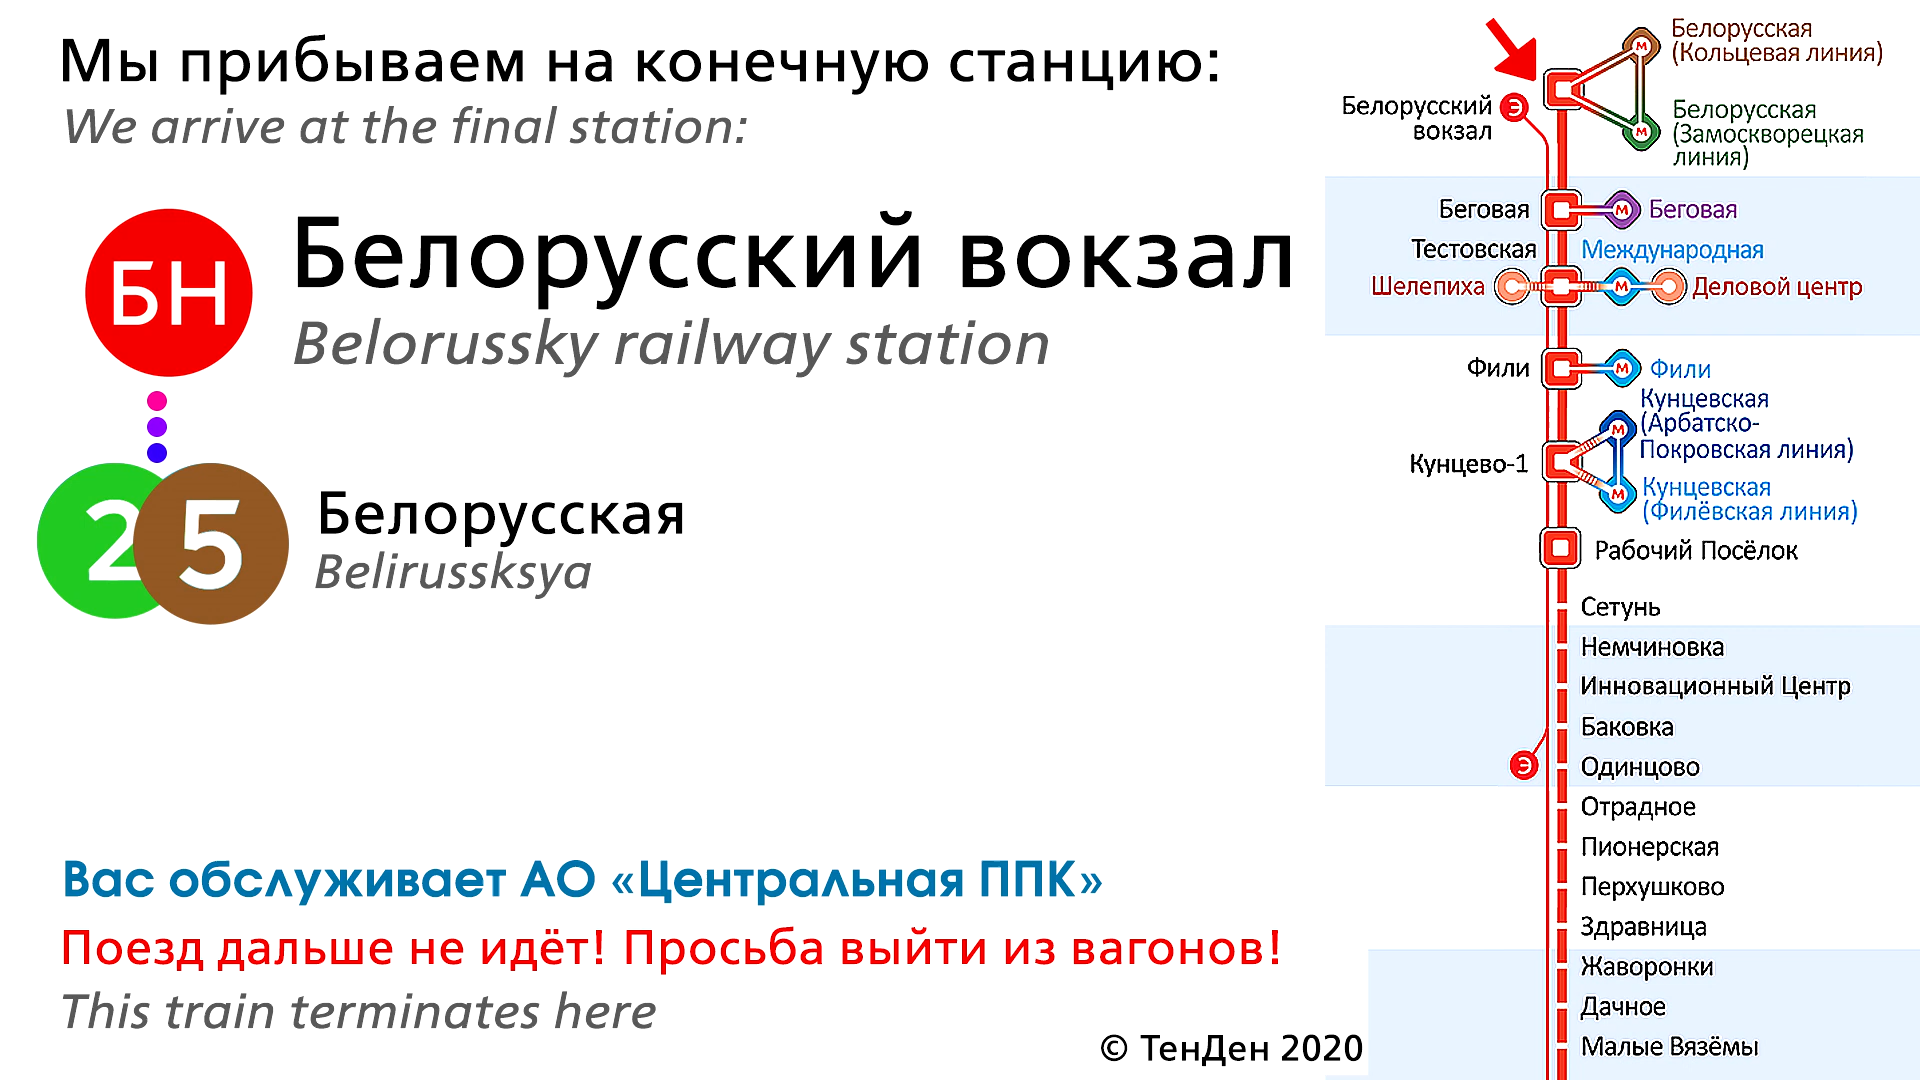 Мы прибываем на конечную станцию:
We arrive at the final station:
БН
Белорусский вокзал
Belorussky railway station
2 5
Белорусская
Belirussksya
Вас обслуживает АО «Центральная ППК»
Поезд дальше не идёт! Просьба выйти из вагонов!
This train terminates here
© ТенДен 2020
Белорусская
(Кольцевая линия)
М
Белорусский
вокзал
Э
Белорусская
(Замоскворецкая
линия)
М
Беговая
М
Беговая
Тестовская
Международная
Шелепиха
М
Деловой центр
Фили
М
Фили
Кунцевская
(Арбатско-
Покровская линия)
М
Кунцево-1
Кунцевская
(Филёвская линия)
М
Рабочий Посёлок
Сетунь
Немчиновка
Инновационный Центр
Баковка
Э
Одинцово
Отрадное
Пионерская
Перхушково
Здравница
Жаворонки
Дачное
Малые Вязёмы